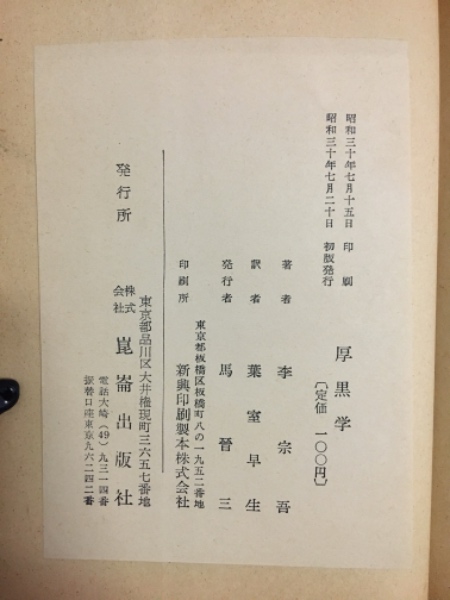 昭和三十年七月十五日　印刷
昭和三十年七月二十日　初版発行
厚黒学
〔定価　一〇〇円〕
著者　李宗吾
訳者　葉室早生
発行者　馬晉三
東京都板橋区板橋町八の一九五二番地
印刷所　新興印刷製本株式会社
東京都品川区大井権現町三六五七番地
発行所　株式会社　崑崙出版社
電話大崎（49）九三一四番
振替口座東京九六二四二番